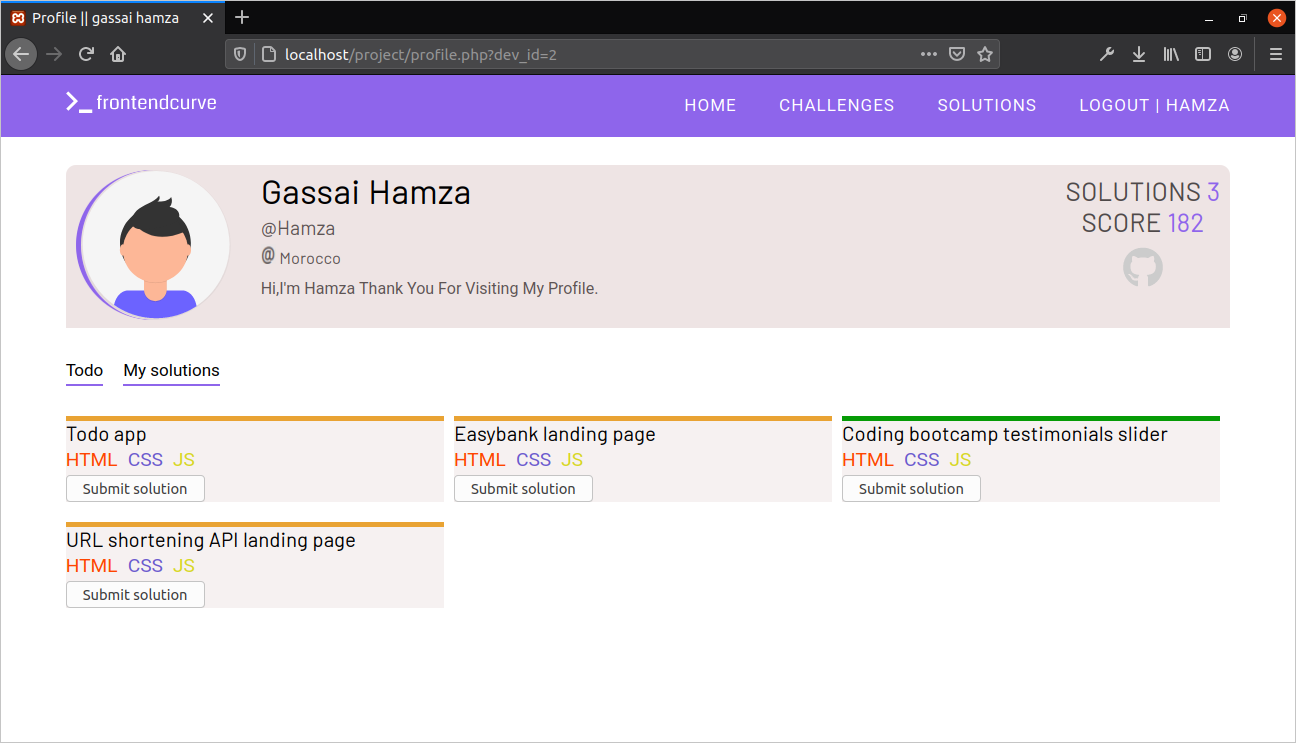 Profile || gassai hamza
localhost/project/profile.php?dev_id=2
>_ frontendcurve
HOME CHALLENGES SOLUTIONS LOGOUT | HAMZA
Gassai Hamza
@Hamza
@ Morocco
Hi,I'm Hamza Thank You For Visiting My Profile.
SOLUTIONS 3
SCORE 182
Todo My solutions
Todo app
HTML CSS JS
Submit solution
Easybank landing page
HTML CSS JS
Submit solution
Coding bootcamp testimonials slider
HTML CSS JS
Submit solution
URL shortening API landing page
HTML CSS JS
Submit solution